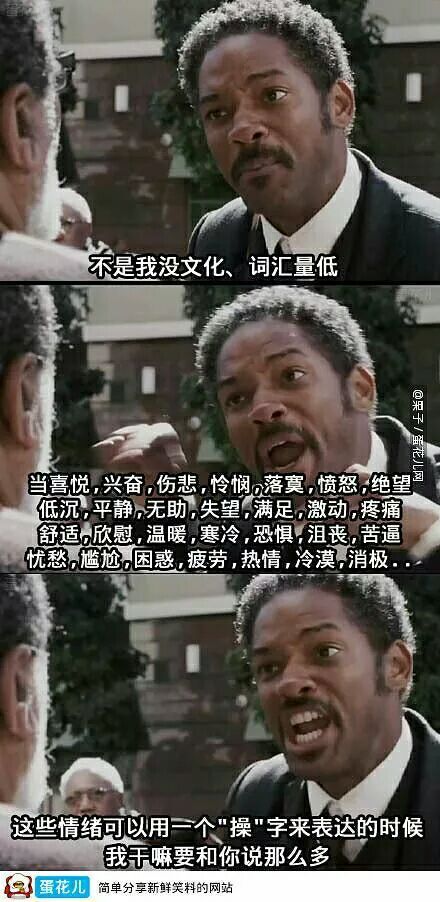 不是我没文化、词汇量低
当喜悦,兴奋,伤悲,怜悯,落寞,愤怒,绝望
低沉,平静,无助,失望,满足,激动,疼痛
舒适,欣慰,温暖,寒冷,恐惧,沮丧,苦逼
忧愁,尴尬,困惑,疲劳,热情,冷漠,消极...
@呆子/蛋花儿网
这些情绪可以用一个"操"字来表达的时候
我干嘛要和你说那么多
蛋花儿 简单分享新鲜笑料的网站